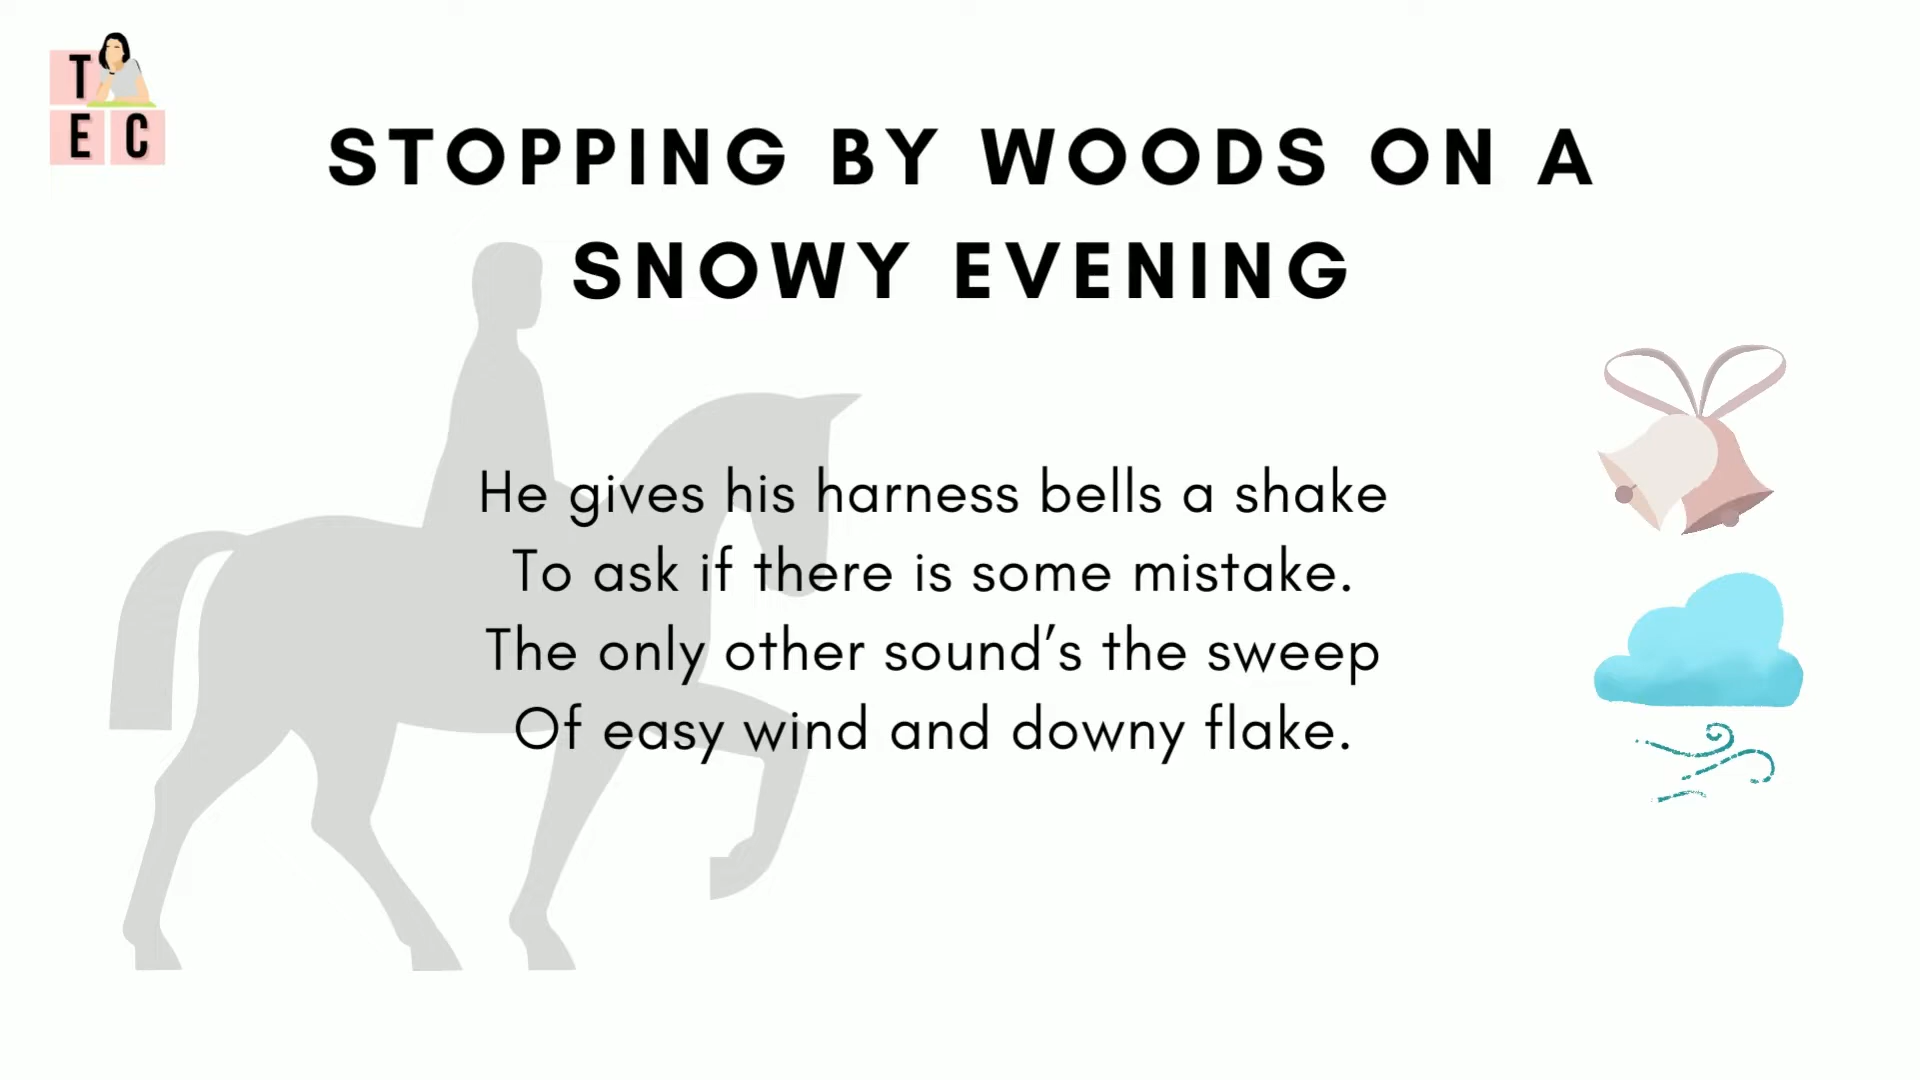 T
E C
STOPPING BY WOODS ON A
SNOWY EVENING
He gives his harness bells a shake
To ask if there is some mistake.
The only other sound’s the sweep
Of easy wind and downy flake.